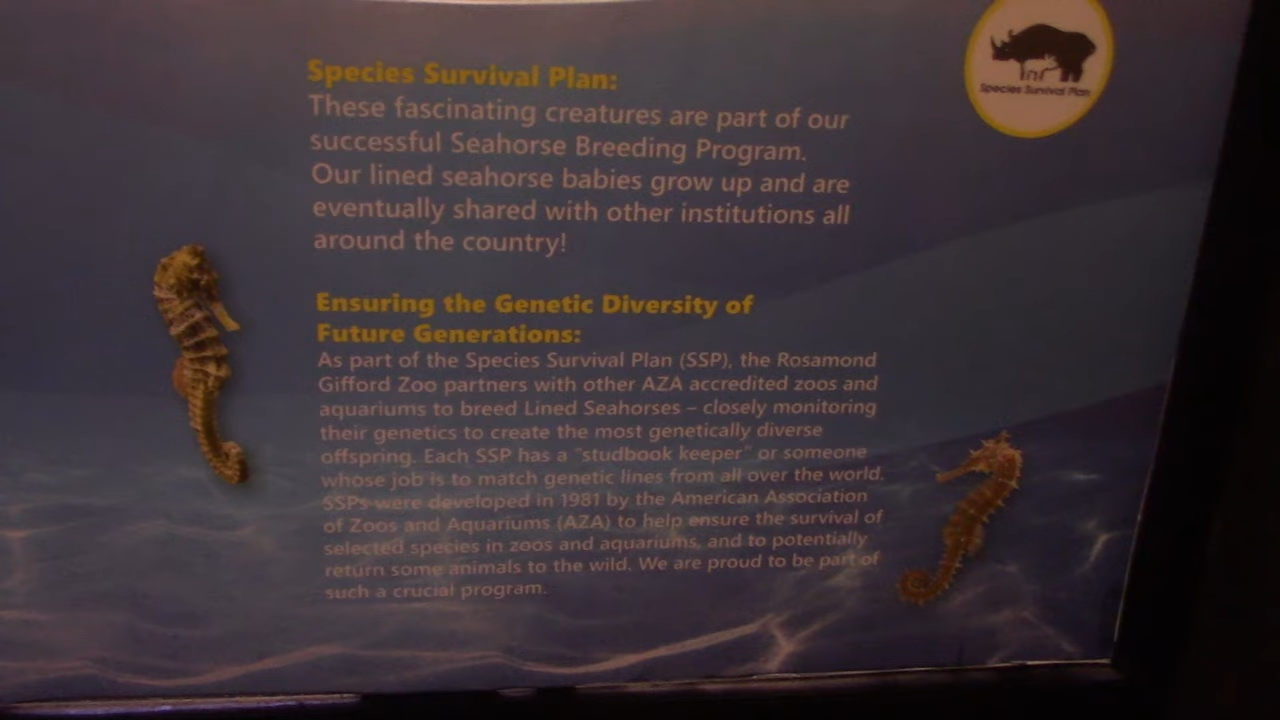 Species Survival Plan:
These fascinating creatures are part of our
successful Seahorse Breeding Program.
Our lined seahorse babies grow up and are
eventually shared with other institutions all
around the country!
Species Survival Plan
Ensuring the Genetic Diversity of
Future Generations:
As part of the Species Survival Plan (SSP), the Rosamond
Gifford Zoo partners with other AZA accredited zoos and
aquariums to breed Lined Seahorses – closely monitoring
their genetics to create the most genetically diverse
offspring. Each SSP has a "studbook keeper" or someone
whose job is to match genetic lines from all over the world.
SSPs were developed in 1981 by the American Association
of Zoos and Aquariums (AZA) to help ensure the survival of
selected species in zoos and aquariums, and to potentially
return some animals to the wild. We are proud to be part of
such a crucial program.